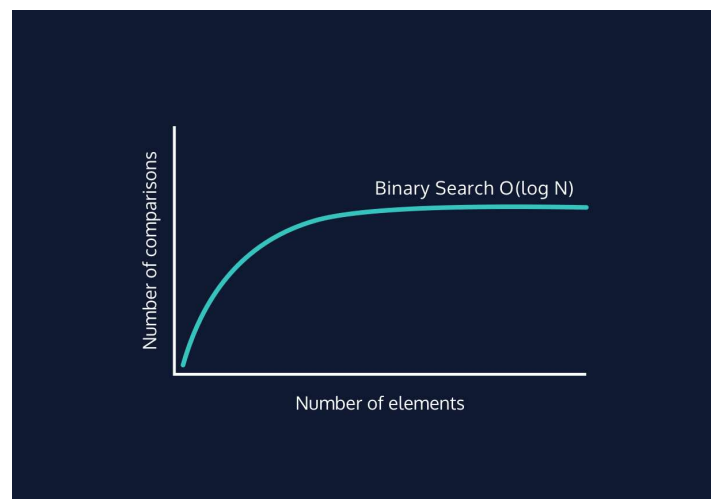 Binary Search O(log N)
Number of comparisons
Number of elements